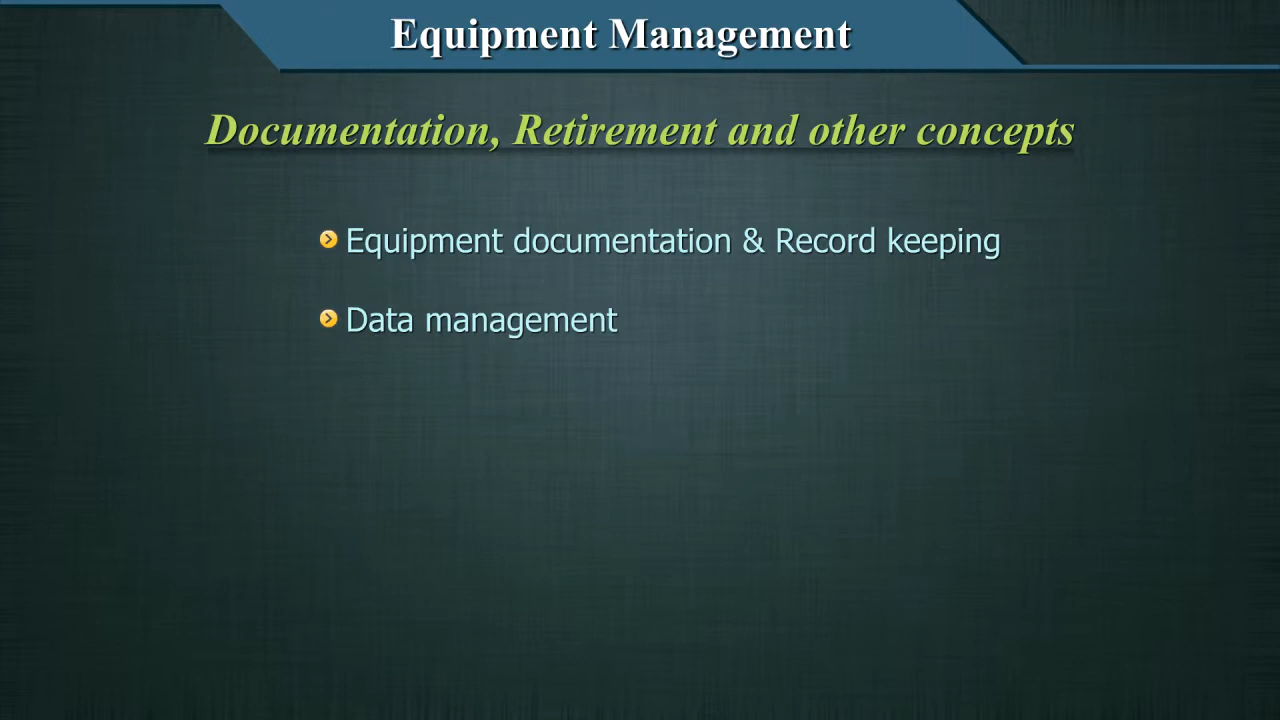 Equipment Management
Documentation, Retirement and other concepts
Equipment documentation & Record keeping
Data management